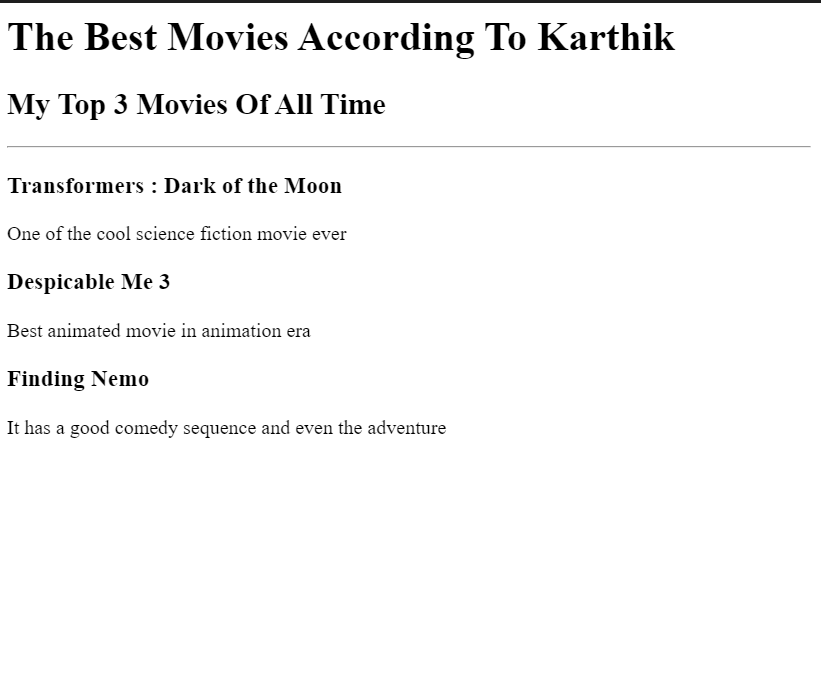 The Best Movies According To Karthik
My Top 3 Movies Of All Time
Transformers : Dark of the Moon
One of the cool science fiction movie ever
Despicable Me 3
Best animated movie in animation era
Finding Nemo
It has a good comedy sequence and even the adventure